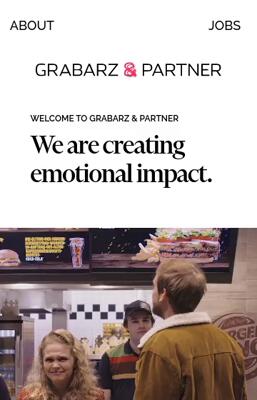 ABOUT JOBS
GRABARZ & PARTNER
WELCOME TO GRABARZ & PARTNER
We are creating
emotional impact.